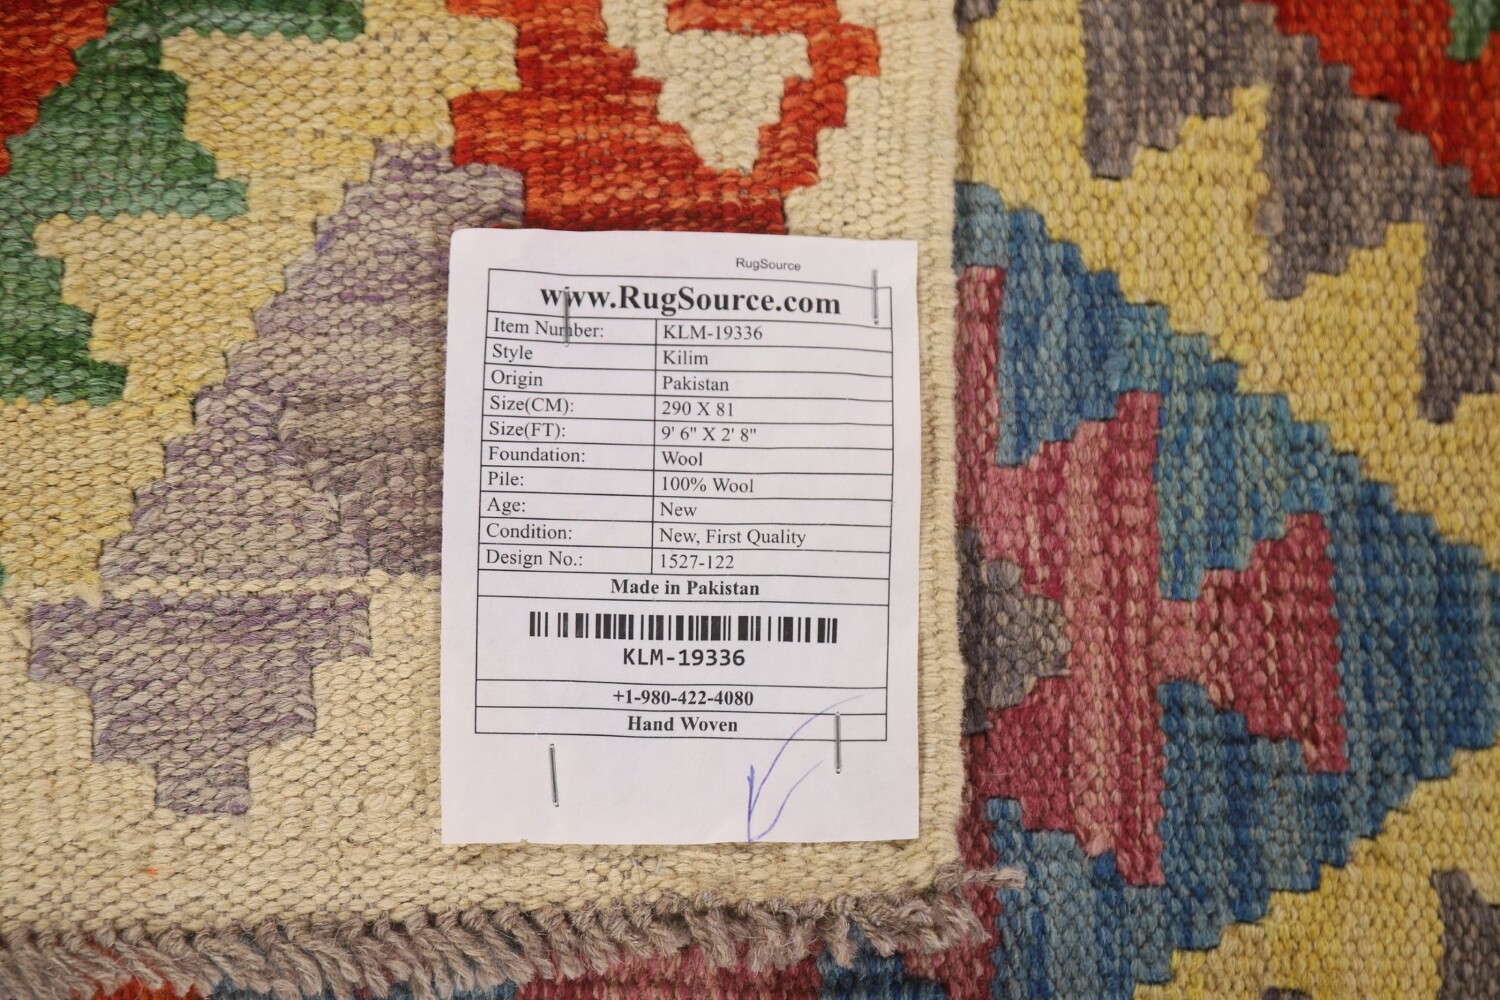 RugSource
www.RugSource.com
Item Number: KLM-19336
Style Kilim
Origin Pakistan
Size(CM): 290 X 81
Size(FT): 9' 6" X 2' 8"
Foundation: Wool
Pile: 100% Wool
Age: New
Condition: New, First Quality
Design No.: 1527-122
Made in Pakistan
KLM-19336
+1-980-422-4080
Hand Woven